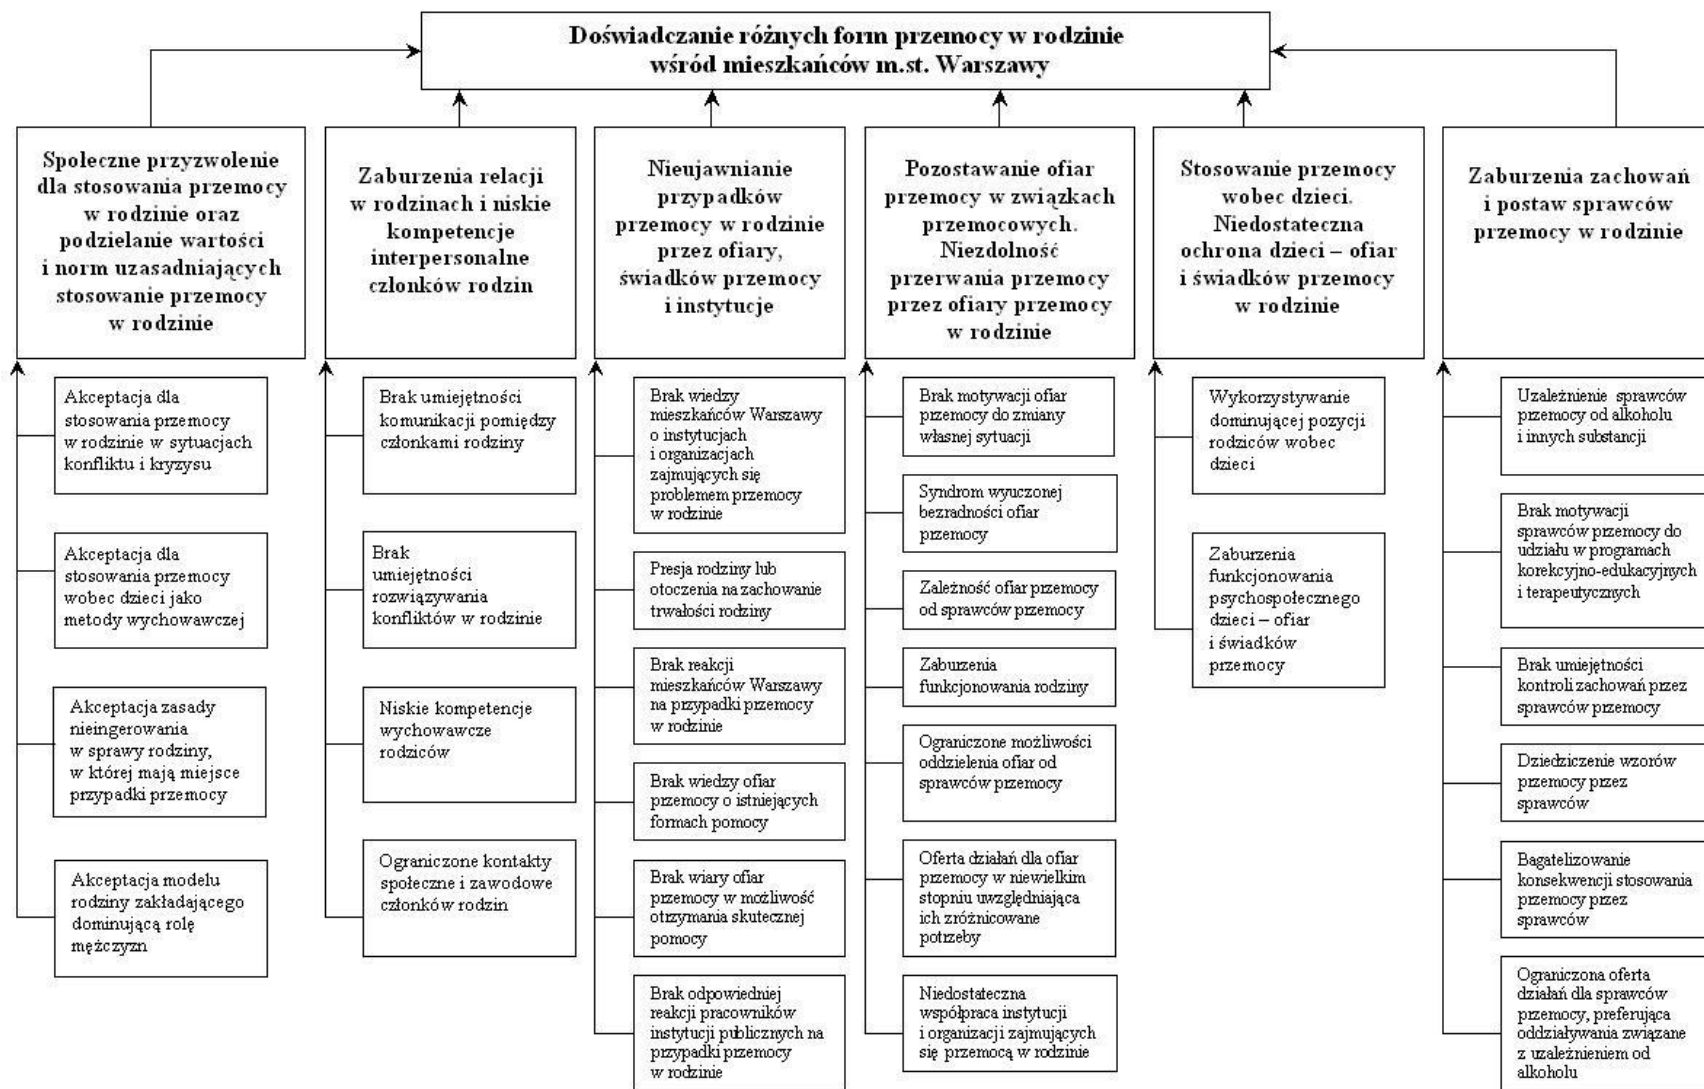 Doświadczanie różnych form przemocy w rodzinie
wśród mieszkańców m.st. Warszawy
Społeczne przyzwolenie
dla stosowania przemocy
w rodzinie oraz
podzielanie wartości
i norm uzasadniających
stosowanie przemocy
w rodzinie
Zaburzenia relacji
w rodzinach i niskie
kompetencje
interpersonalne
członków rodzin
Nieujawnianie
przypadków
przemocy w rodzinie
przez ofiary,
świadków przemocy
i instytucje
Pozostawanie ofiar
przemocy w związkach
przemocowych.
Niezdolność
przerwania przemocy
przez ofiary przemocy
w rodzinie
Stosowanie przemocy
wobec dzieci.
Niedostateczna
ochrona dzieci – ofiar
i świadków przemocy
w rodzinie
Zaburzenia zachowań
i postaw sprawców
przemocy w rodzinie
Akceptacja dla
stosowania przemocy
w rodzinie w sytuacjach
konfliktu i kryzysu
Akceptacja dla
stosowania przemocy
wobec dzieci jako
metody wychowawczej
Akceptacja zasady
nieingerowania
w sprawy rodziny,
w której mają miejsce
przypadki przemocy
Akceptacja modelu
rodziny zakładającego
dominującą rolę
mężczyzn
Brak umiejętności
komunikacji pomiędzy
członkami rodziny
Brak
umiejętności
rozwiązywania
konfliktów w rodzinie
Niskie kompetencje
wychowawcze
rodziców
Ograniczone kontakty
społeczne i zawodowe
członków rodzin
Brak wiedzy
mieszkańców Warszawy
o instytucjach
i organizacjach
zajmujących się
problemem przemocy
w rodzinie
Presja rodziny lub
otoczenia na zachowanie
trwałości rodziny
Brak reakcji
mieszkańców Warszawy
na przypadki przemocy
w rodzinie
Brak wiedzy ofiar
przemocy o istniejących
formach pomocy
Brak wiary ofiar
przemocy w możliwość
otrzymania skutecznej
pomocy
Brak odpowiedniej
reakcji pracowników
instytucji publicznych na
przypadki przemocy
w rodzinie
Brak motywacji ofiar
przemocy do zmiany
własnej sytuacji
Syndrom wyuczonej
bezradności ofiar
przemocy
Zależność ofiar przemocy
od sprawców przemocy
Zaburzenia
funkcjonowania rodziny
Ograniczone możliwości
oddzielenia ofiar od
sprawców przemocy
Oferta działań dla ofiar
przemocy w niewielkim
stopniu uwzględniająca
ich zróżnicowane
potrzeby
Niedostateczna
współpraca instytucji
i organizacji zajmujących
się przemocą w rodzinie
Wykorzystywanie
dominującej pozycji
rodziców wobec
dzieci
Zaburzenia
funkcjonowania
psychospołecznego
dzieci – ofiar
i świadków
przemocy
Uzależnienie sprawców
przemocy od alkoholu
i innych substancji
Brak motywacji
sprawców przemocy do
udziału w programach
korekcyjno-edukacyjnych
i terapeutycznych
Brak umiejętności
kontroli zachowań przez
sprawców przemocy
Dziedziczenie wzorów
przemocy przez
sprawców
Bagatelizowanie
konsekwencji stosowania
przemocy przez
sprawców
Ograniczona oferta
działań dla sprawców
przemocy, preferująca
oddziaływania związane
z uzależnieniem od
alkoholu